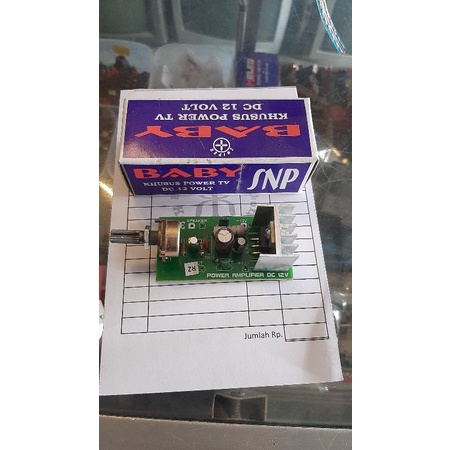 DC 12 VOLT
KHUSUS POWER TV
BABY
BABY
KHUSUS POWER TV
DC 12 VOLT
SNP
SPEAKER
POWER AMPLIFIER DC 12V
Jumlah Rp.